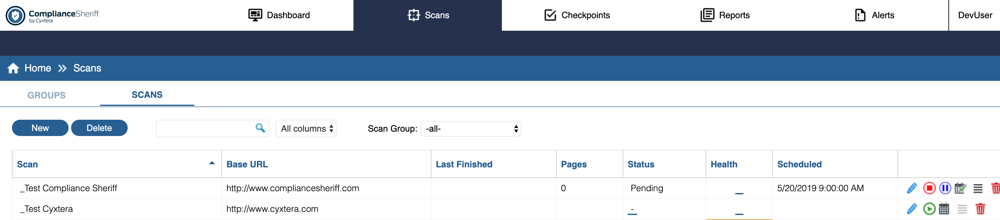 ComplianceSheriff
by Cyxtera
Dashboard
Scans
Checkpoints
Reports
Alerts
DevUser
Home » Scans
GROUPS
SCANS
New
Delete
All columns
Scan Group:
-all-
Scan
Base URL
Last Finished
Pages
Status
Health
Scheduled
_Test Compliance Sheriff
http://www.compliancesheriff.com
0
Pending
5/20/2019 9:00:00 AM
_Test Cyxtera
http://www.cyxtera.com
-